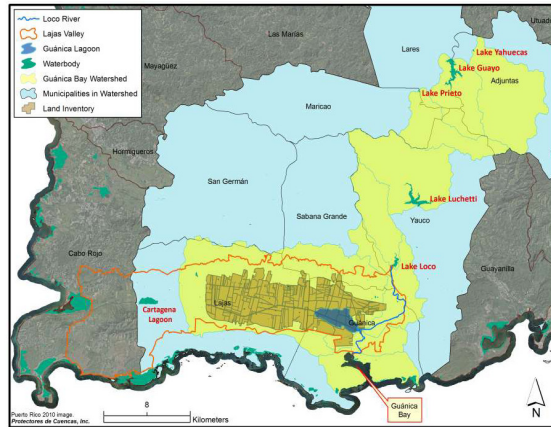 Loco River
Lajas Valley
Guánica Lagoon
Waterbody
Guánica Bay Watershed
Municipalities in Watershed
Land Inventory
Las Marías
Lares
Utuado
Lake Yahuecas
Lake Guayo
Adjuntas
Lake Prieto
Mayagüez
Maricao
Hormigueros
San Germán
Sabana Grande
Lake Luchetti
Yauco
Cabo Rojo
Lake Loco
Guayanilla
Lajas
Cartagena
Lagoon
Guánica
Guánica
Bay
Puerto Rico 2010 image.
Protectores de Cuencas, Inc.
8
Kilometers
N